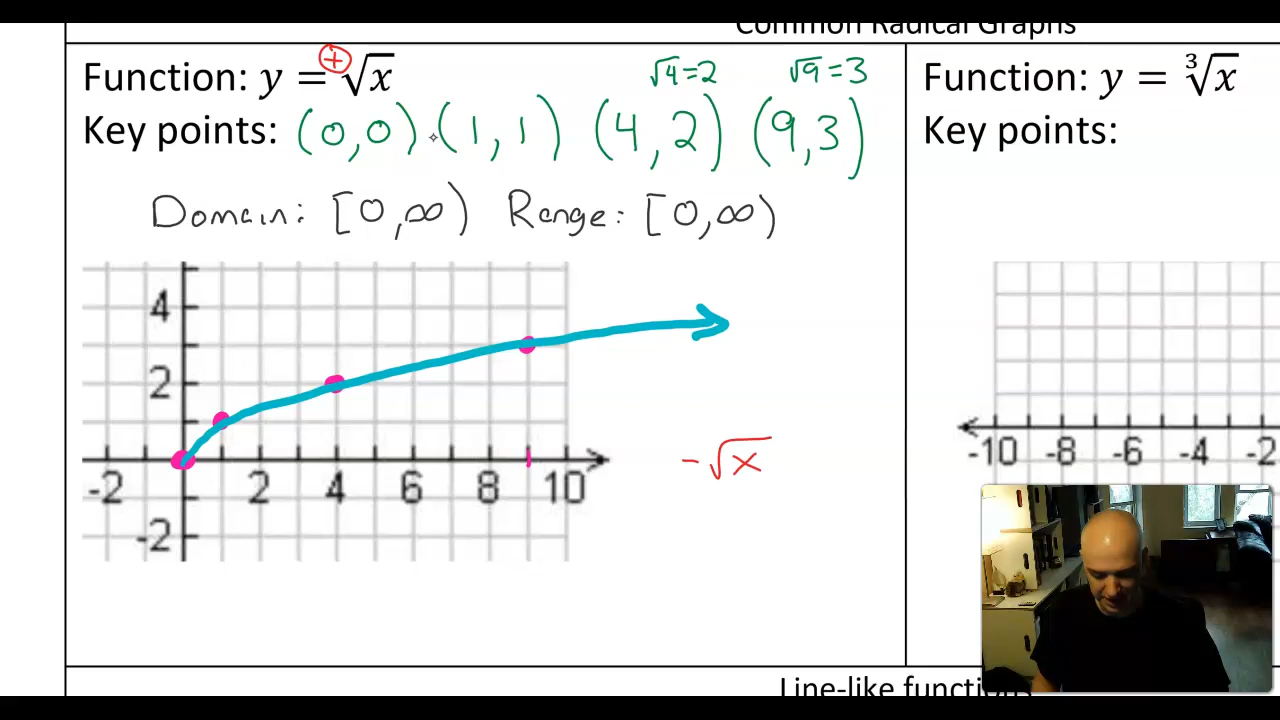 Common Radical Graphs
Function: y = + √x
√4=2 √9=3
Key points: (0,0) (1,1) (4,2) (9,3)
Domain: [0,∞) Range: [0,∞)
4
2
-2 2 4 6 8 10
-2
-√x
Function: y = ∛x
Key points:
-10 -8 -6 -4 -2
Line-like functions